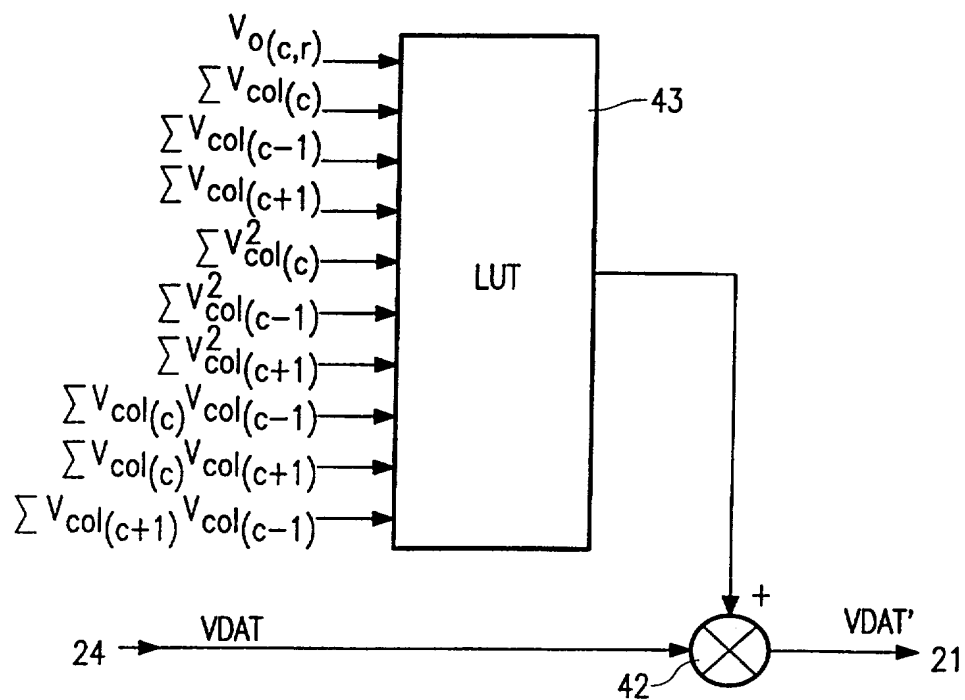 V₀(c,r)
∑V_col(c)
∑V_col(c−1)
∑V_col(c+1)
∑V²_col(c)
∑V²_col(c−1)
∑V²_col(c+1)
∑V_col(c) V_col(c−1)
∑V_col(c) V_col(c+1)
∑V_col(c+1) V_col(c−1)
LUT
43
+
24
VDAT
42
VDAT'
21